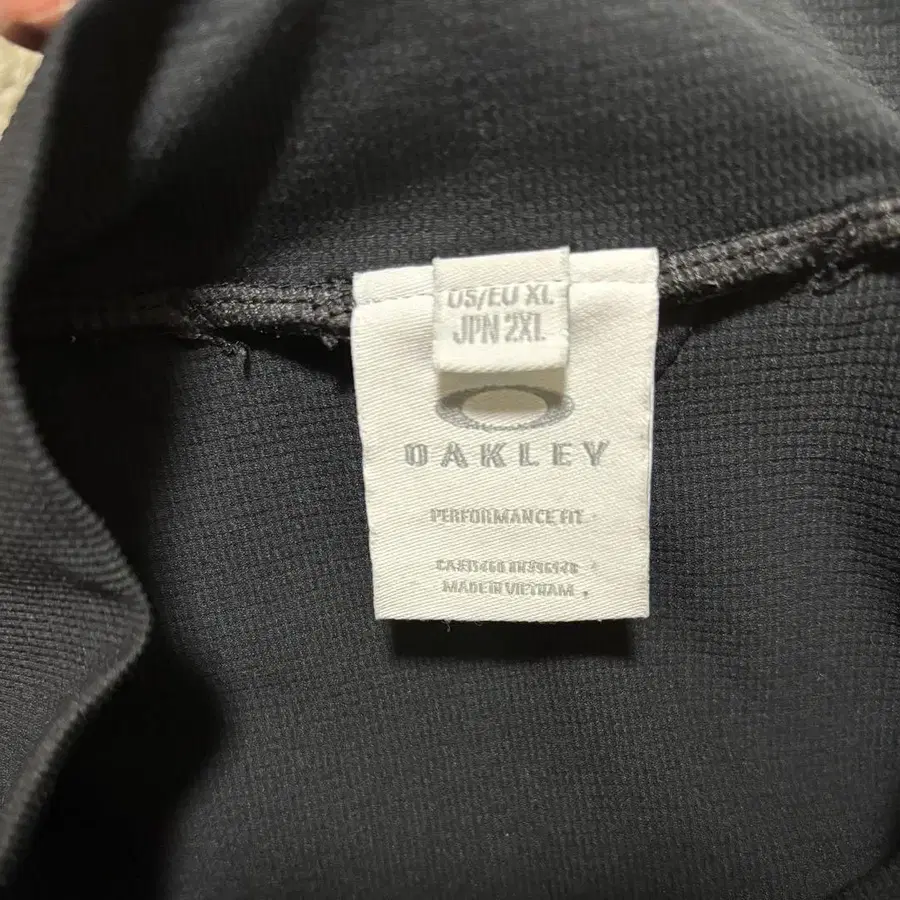 US/EU XL
JPN 2XL
OAKLEY
PERFORMANCE FIT
MADE IN VIETNAM